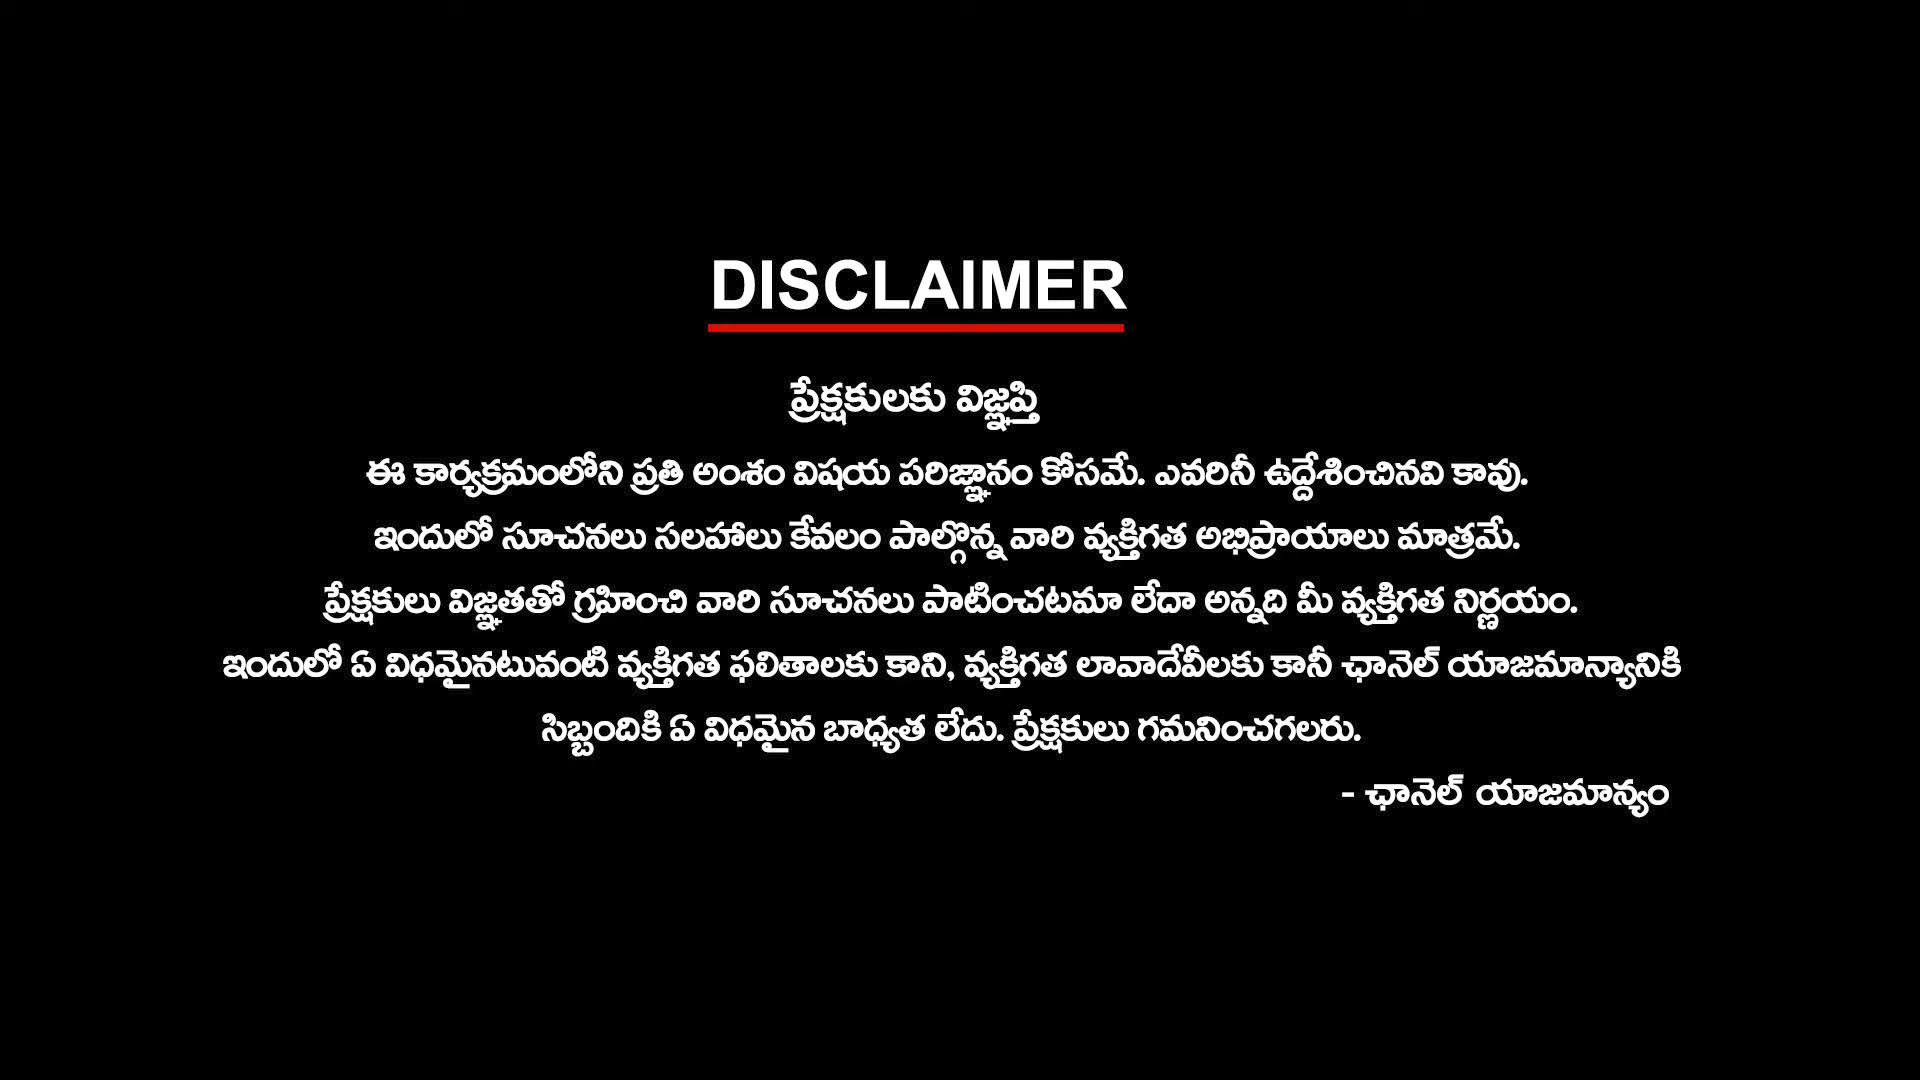 DISCLAIMER
ప్రేక్షకులకు విజ్ఞప్తి
ఈ కార్యక్రమంలోని ప్రతి అంశం విషయ పరిజ్ఞానం కోసమే. ఎవరినీ ఉద్దేశించినవి కావు.
ఇందులో సూచనలు సలహాలు కేవలం పాల్గొన్న వారి వ్యక్తిగత అభిప్రాయాలు మాత్రమే.
ప్రేక్షకులు విజ్ఞతతో గ్రహించి వారి సూచనలు పాటించటమా లేదా అన్నది మీ వ్యక్తిగత నిర్ణయం.
ఇందులో ఏ విధమైనటువంటి వ్యక్తిగత ఫలితాలకు కాని, వ్యక్తిగత లావాదేవీలకు కానీ ఛానెల్ యాజమాన్యానికి
సిబ్బందికి ఏ విధమైన బాధ్యత లేదు. ప్రేక్షకులు గమనించగలరు.
- ఛానెల్ యాజమాన్యం